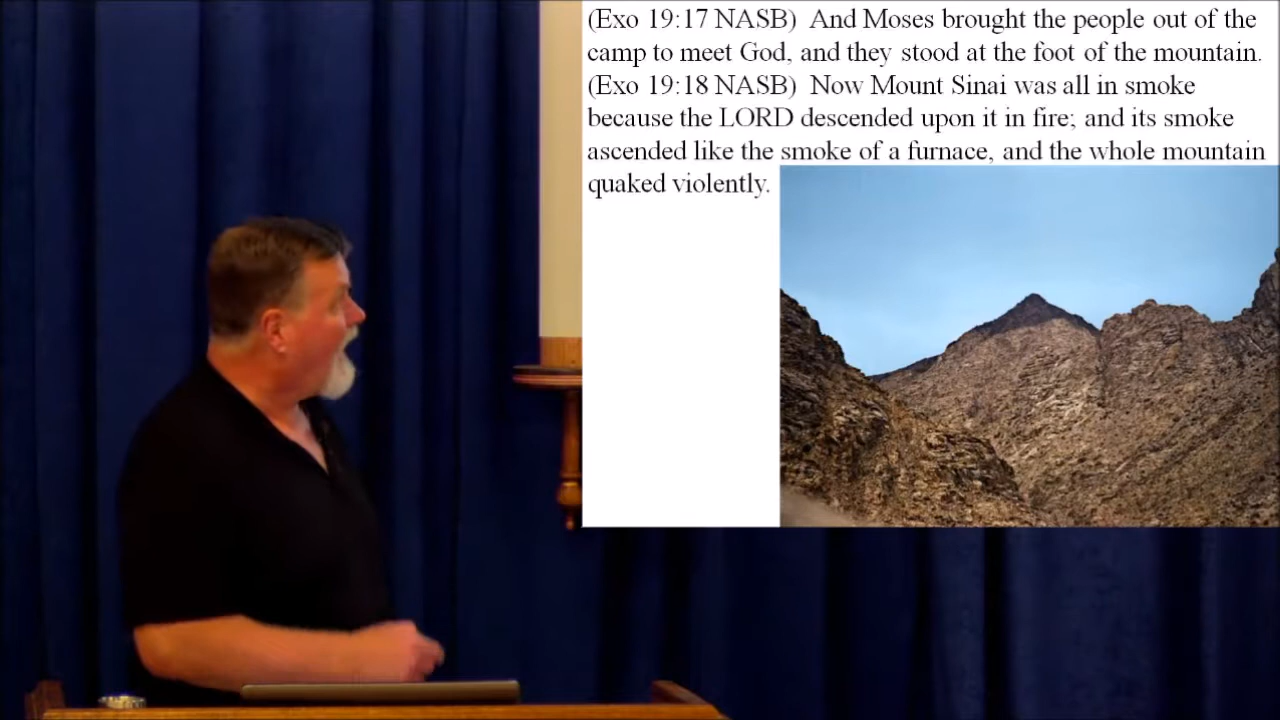 (Exo 19:17 NASB) And Moses brought the people out of the
camp to meet God, and they stood at the foot of the mountain.
(Exo 19:18 NASB) Now Mount Sinai was all in smoke
because the LORD descended upon it in fire; and its smoke
ascended like the smoke of a furnace, and the whole mountain
quaked violently.